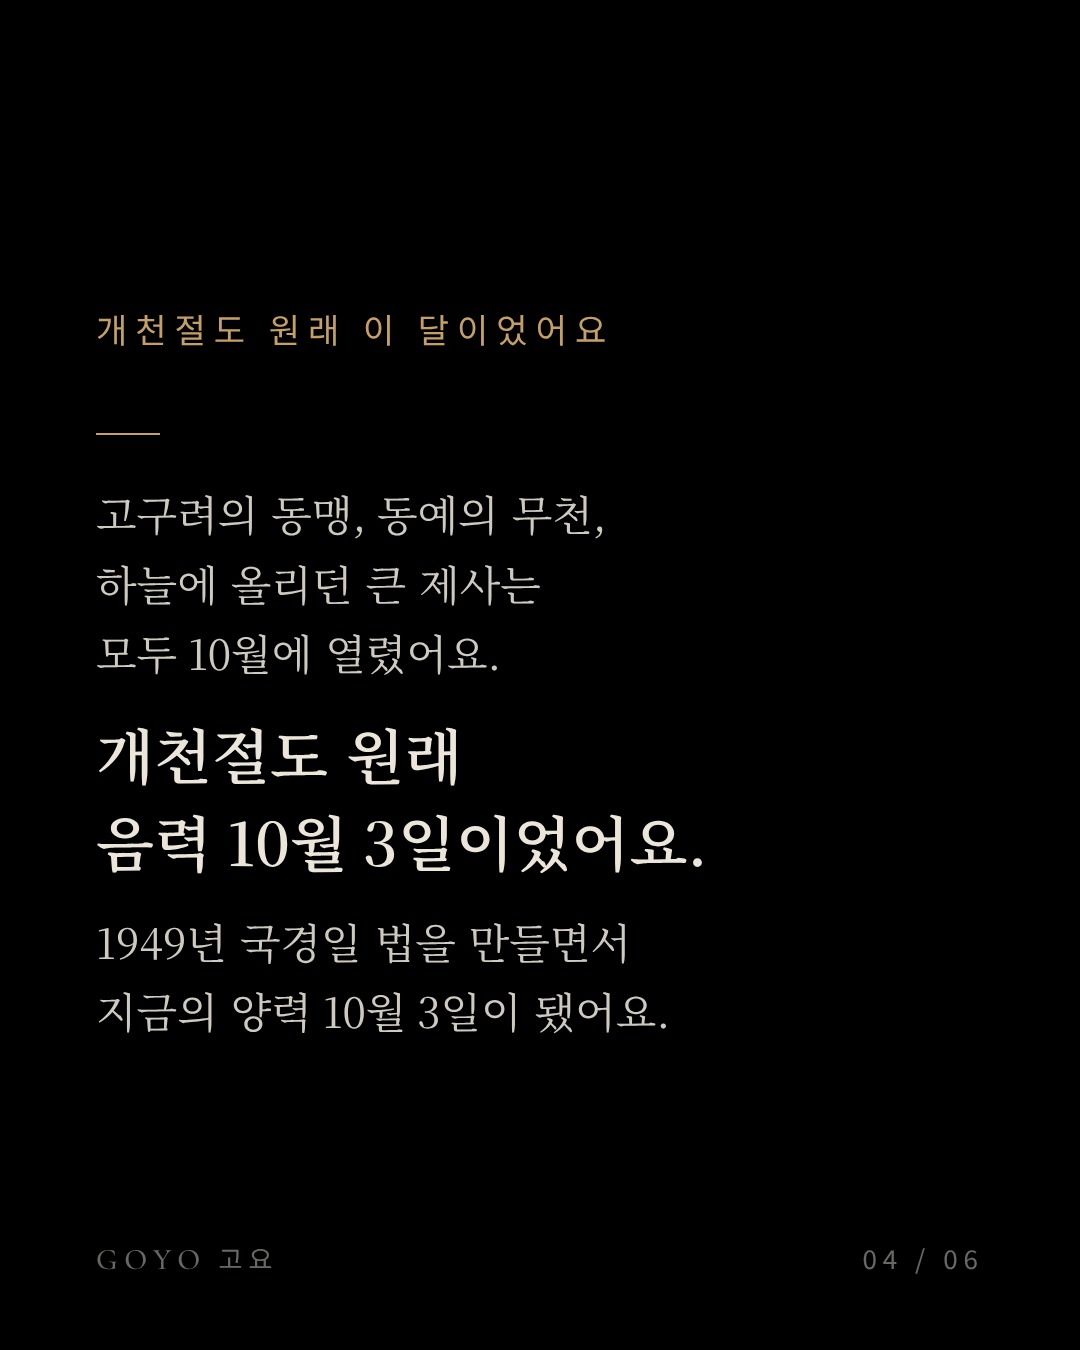 개천절도 원래 이 달이었어요
고구려의 동맹, 동예의 무천,
하늘에 올리던 큰 제사는
모두 10월에 열렸어요.
개천절도 원래
음력 10월 3일이었어요.
1949년 국경일 법을 만들면서
지금의 양력 10월 3일이 됐어요.
GOYO 고요
04 / 06